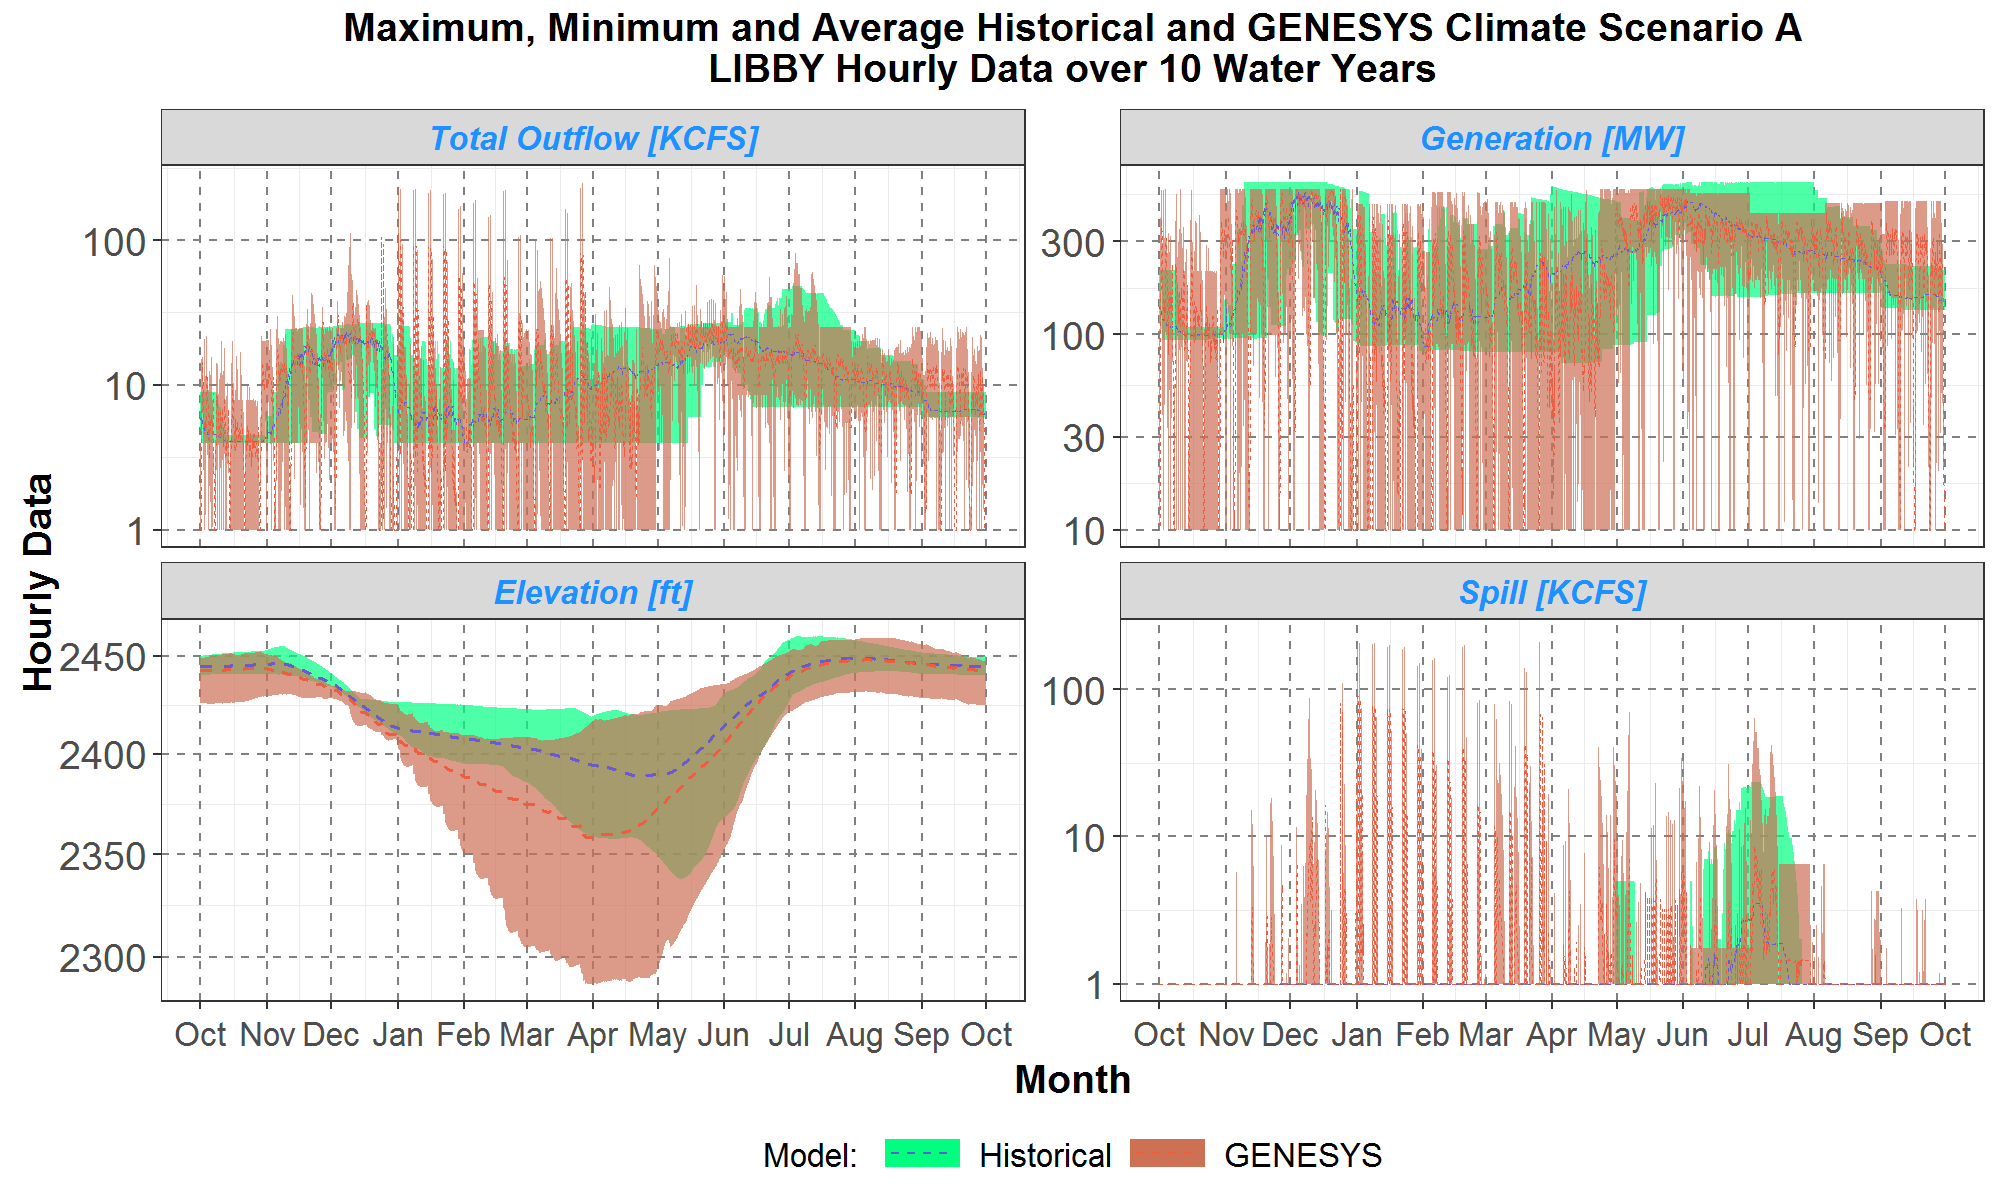 Maximum, Minimum and Average Historical and GENESYS Climate Scenario A
LIBBY Hourly Data over 10 Water Years
Total Outflow [KCFS]
100
10
1
Generation [MW]
300
100
30
10
Hourly Data
Elevation [ft]
2450
2400
2350
2300
Oct Nov Dec Jan Feb Mar Apr May Jun Jul Aug Sep Oct
Spill [KCFS]
100
10
1
Oct Nov Dec Jan Feb Mar Apr May Jun Jul Aug Sep Oct
Month
Model: Historical GENESYS